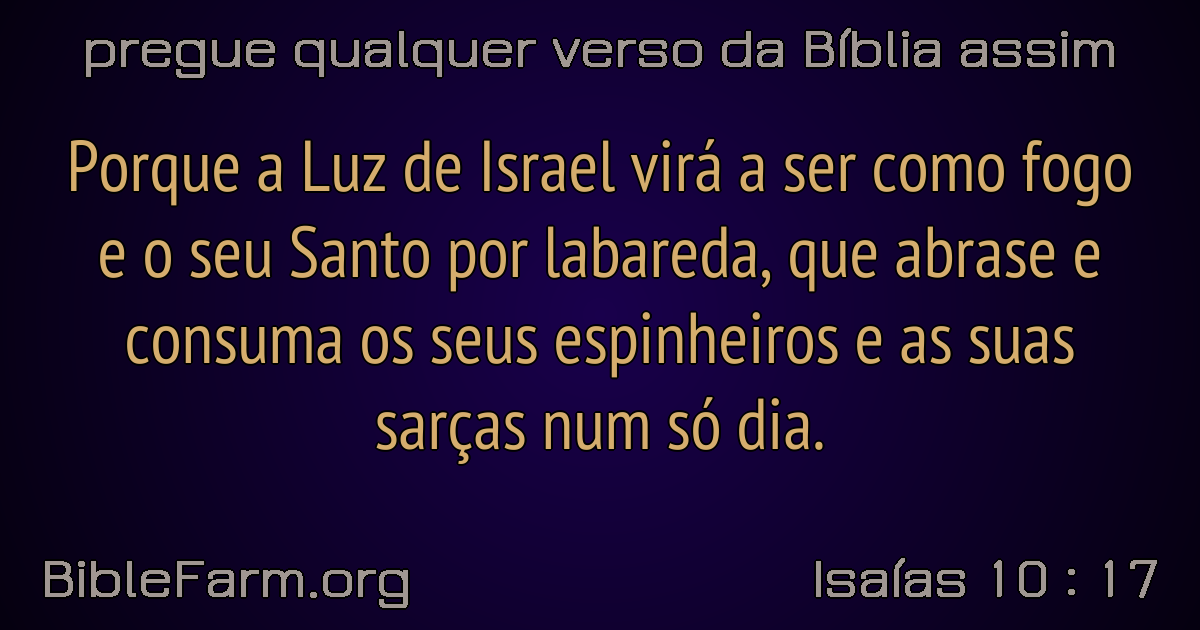 pregue qualquer verso da Bíblia assim
Porque a Luz de Israel virá a ser como fogo
e o seu Santo por labareda, que abrase e
consuma os seus espinheiros e as suas
sarças num só dia.
BibleFarm.org
Isaías 10 : 17